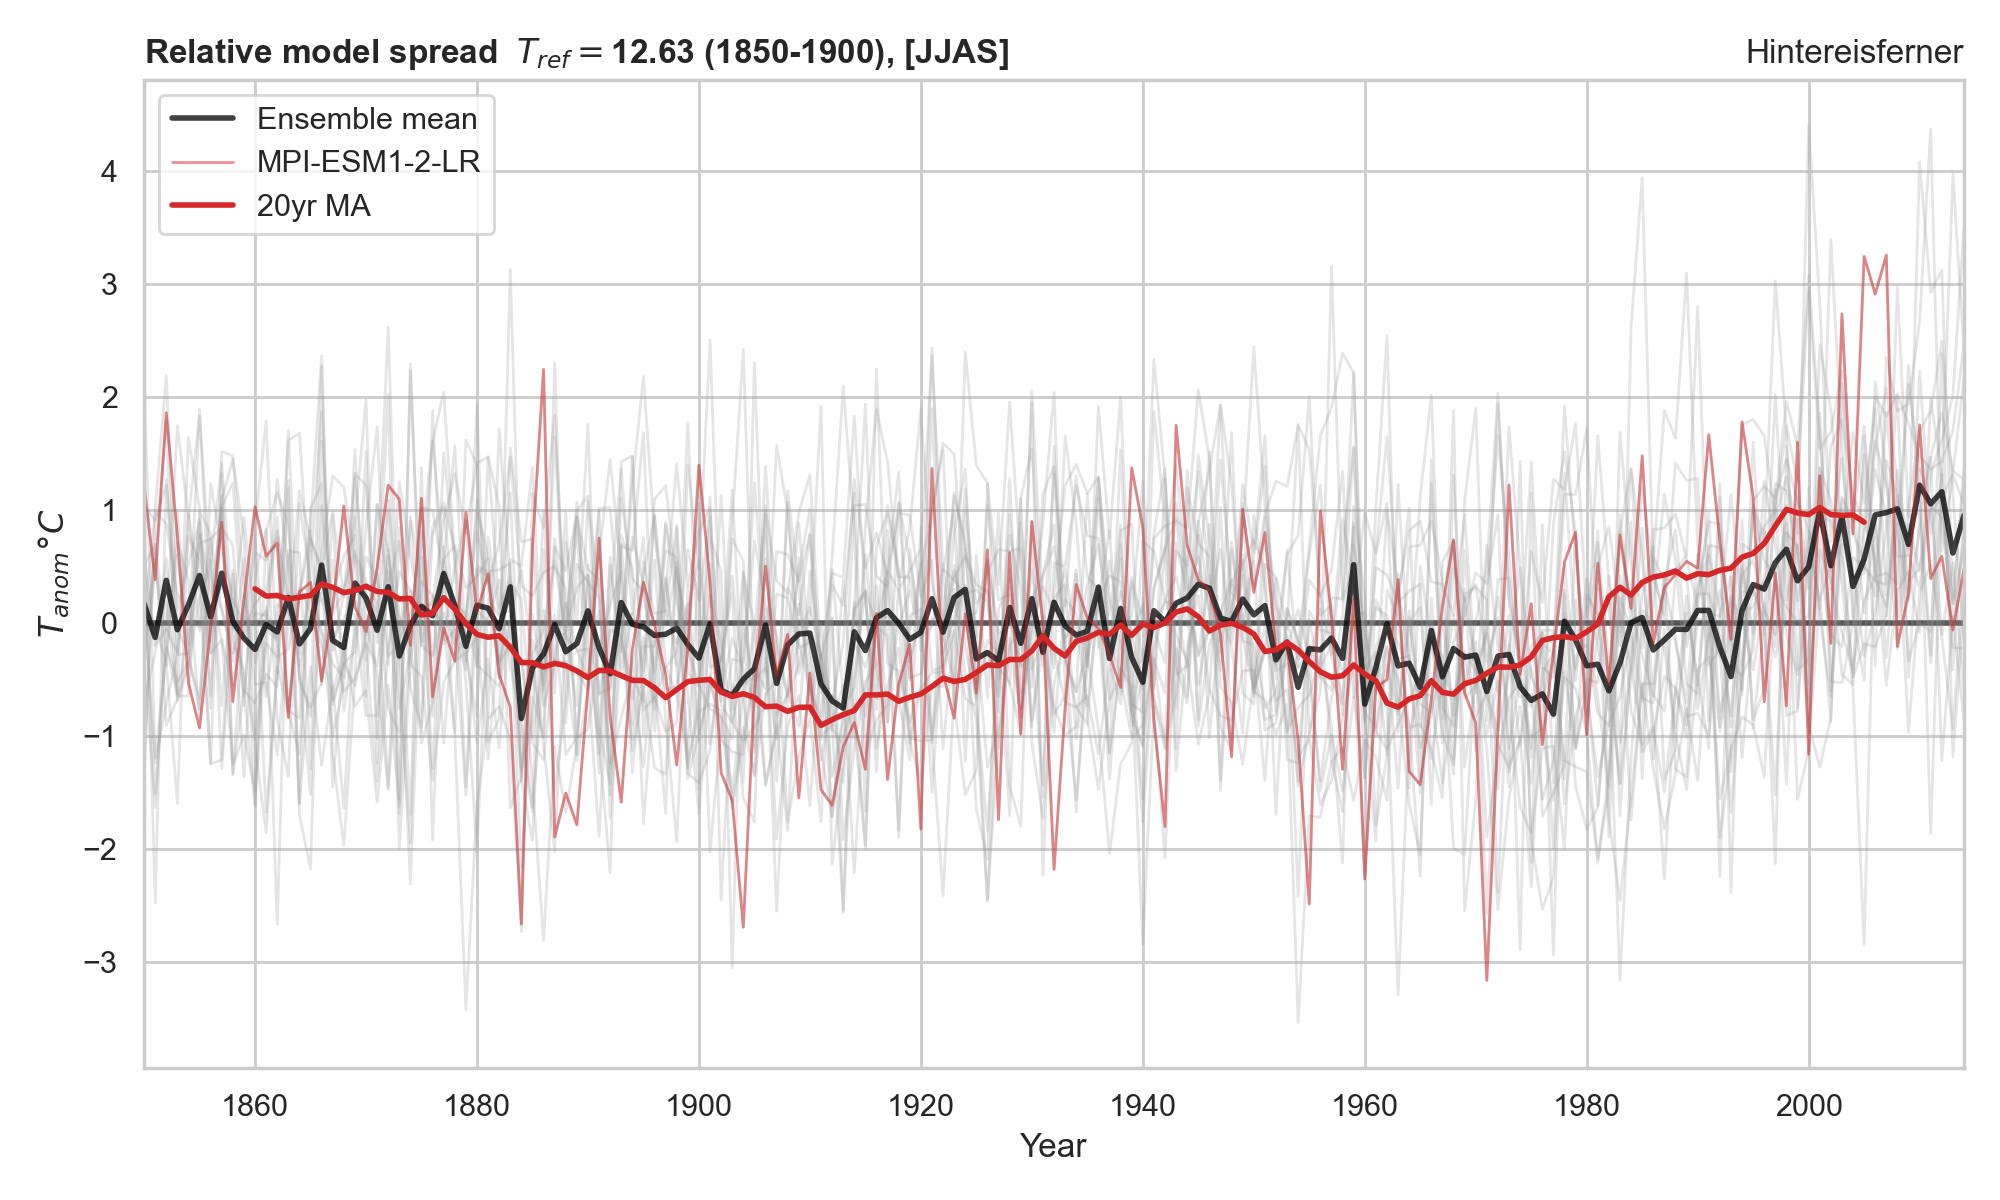 Relative model spread T_ref = 12.63 (1850-1900), [JJAS]
Hintereisferner
Ensemble mean
MPI-ESM1-2-LR
20yr MA
4
3
2
1
0
−1
−2
−3
T_anom °C
1860 1880 1900 1920 1940 1960 1980 2000
Year